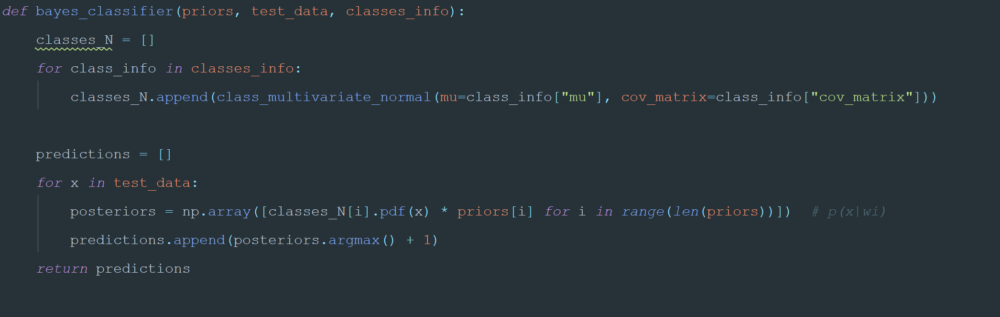 def bayes_classifier(priors, test_data, classes_info):
    classes_N = []
    for class_info in classes_info:
        classes_N.append(class_multivariate_normal(mu=class_info["mu"], cov_matrix=class_info["cov_matrix"]))
    predictions = []
    for x in test_data:
        posteriors = np.array([classes_N[i].pdf(x) * priors[i] for i in range(len(priors))])  # p(x|wi)
        predictions.append(posteriors.argmax() + 1)
    return predictions